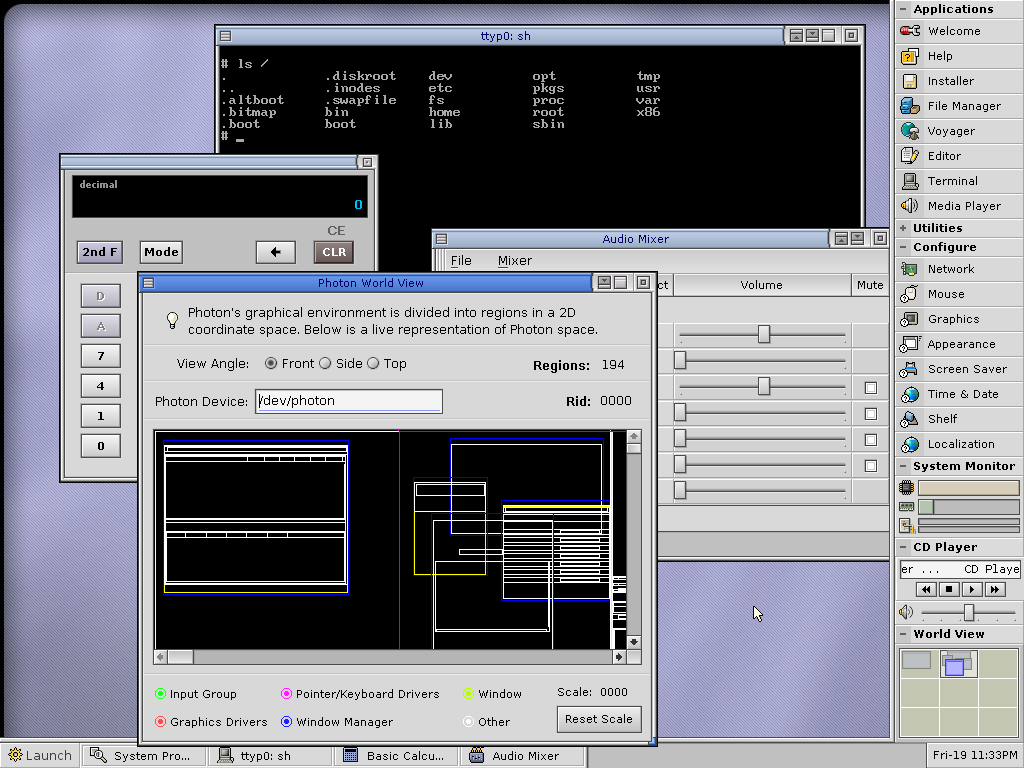 ttyp0: sh
# ls /
. .diskroot dev opt tmp
.. .inodes etc pkgs usr
.altboot .swapfile fs proc var
.bitmap bin home root x86
.boot boot lib sbin
# _
decimal
0
CE
2nd F Mode CLR
D
A
7
4
1
0
Audio Mixer
File Mixer
ct Volume Mute
Photon World View
Photon's graphical environment is divided into regions in a 2D
coordinate space. Below is a live representation of Photon space.
View Angle: Front Side Top Regions: 194
Photon Device: /dev/photon Rid: 0000
Input Group Pointer/Keyboard Drivers Window Scale: 0000
Graphics Drivers Window Manager Other Reset Scale
Applications
Welcome
Help
Installer
File Manager
Voyager
Editor
Terminal
Media Player
Utilities
Configure
Network
Mouse
Graphics
Appearance
Screen Saver
Time & Date
Shelf
Localization
System Monitor
CD Player
er ... CD Playe
World View
Launch System Pro... ttyp0: sh Basic Calcu... Audio Mixer Fri-19 11:33PM